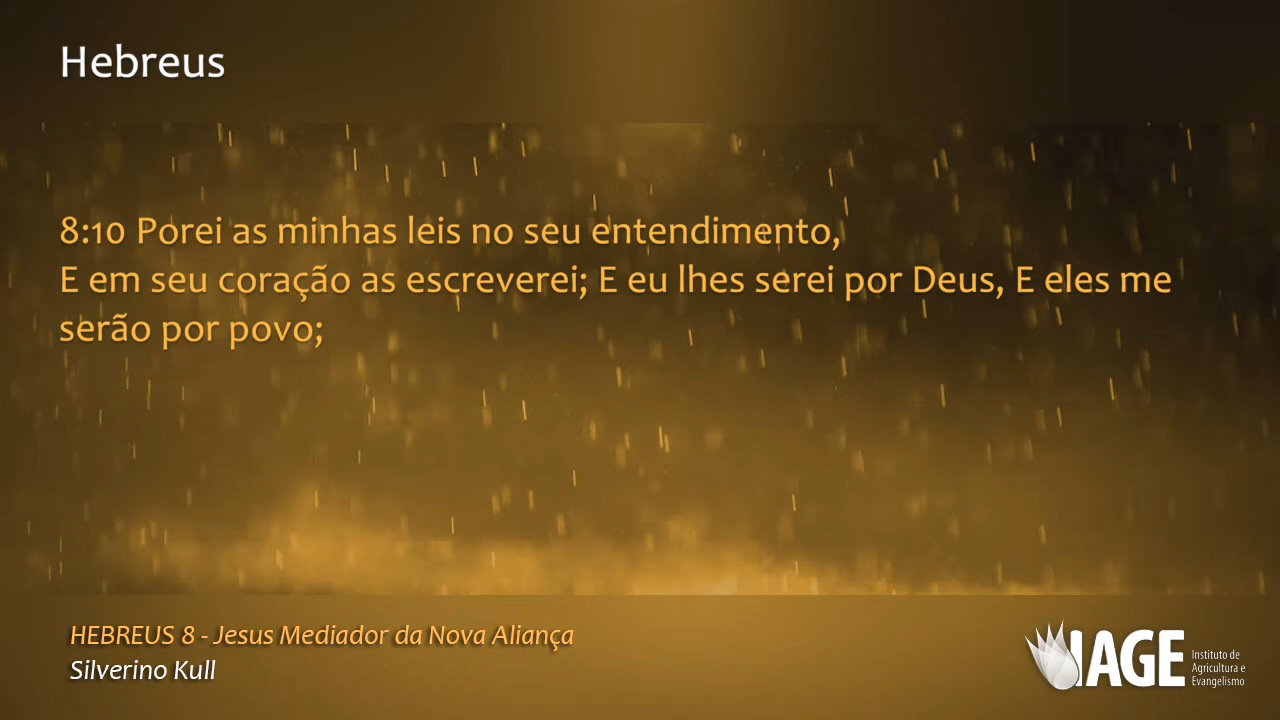 Hebreus
8:10 Porei as minhas leis no seu entendimento,
E em seu coração as escreverei; E eu lhes serei por Deus, E eles me
serão por povo;
HEBREUS 8 - Jesus Mediador da Nova Aliança
Silverino Kull
IAGE
Instituto de
Agricultura e
Evangelismo